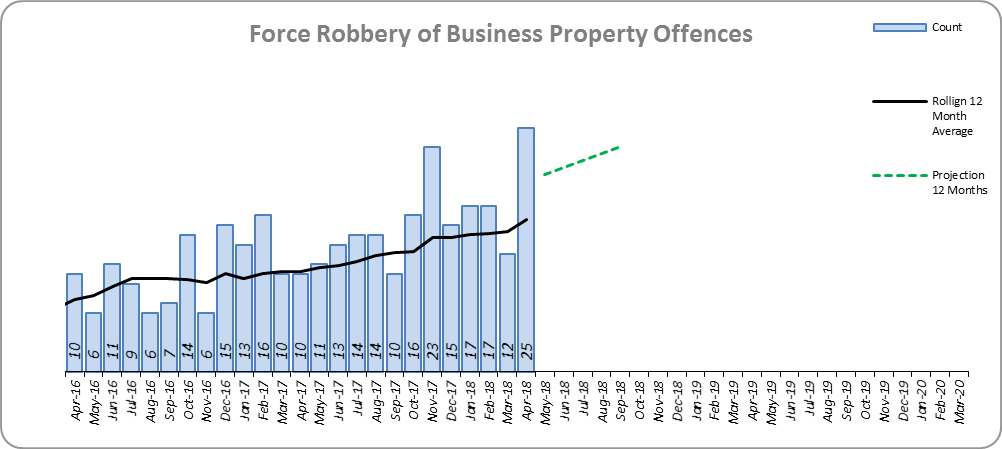 Force Robbery of Business Property Offences
Count
Rollign 12
Month
Average
Projection
12 Months
10 6 11 9 6 7 14 6 15 13 16 10 10 11 13 14 14 10 16 23 15 17 17 12 25
Apr-16 May-16 Jun-16 Jul-16 Aug-16 Sep-16 Oct-16 Nov-16 Dec-16 Jan-17 Feb-17 Mar-17 Apr-17 May-17 Jun-17 Jul-17 Aug-17 Sep-17 Oct-17 Nov-17 Dec-17 Jan-18 Feb-18 Mar-18 Apr-18 May-18 Jun-18 Jul-18 Aug-18 Sep-18 Oct-18 Nov-18 Dec-18 Jan-19 Feb-19 Mar-19 Apr-19 May-19 Jun-19 Jul-19 Aug-19 Sep-19 Oct-19 Nov-19 Dec-19 Jan-20 Feb-20 Mar-20